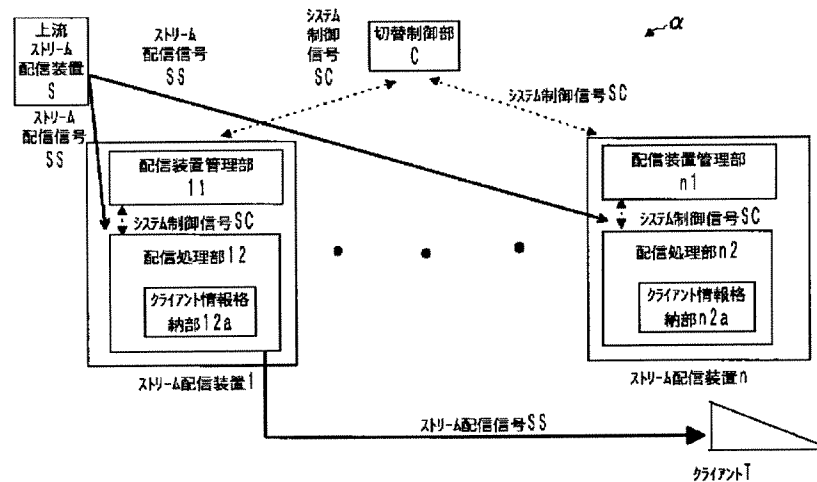 上流
ストリーム
配信装置
S
ストリーム
配信信号
SS
システム
制御
信号
SC
切替制御部
C
α
システム制御信号SC
ストリーム
配信信号
SS
配信装置管理部
11
システム制御信号SC
配信処理部12
クライアント情報格
納部12a
ストリーム配信装置1
配信装置管理部
n1
システム制御信号SC
配信処理部n2
クライアント情報格
納部n2a
ストリーム配信装置n
ストリーム配信信号SS
クライアントT